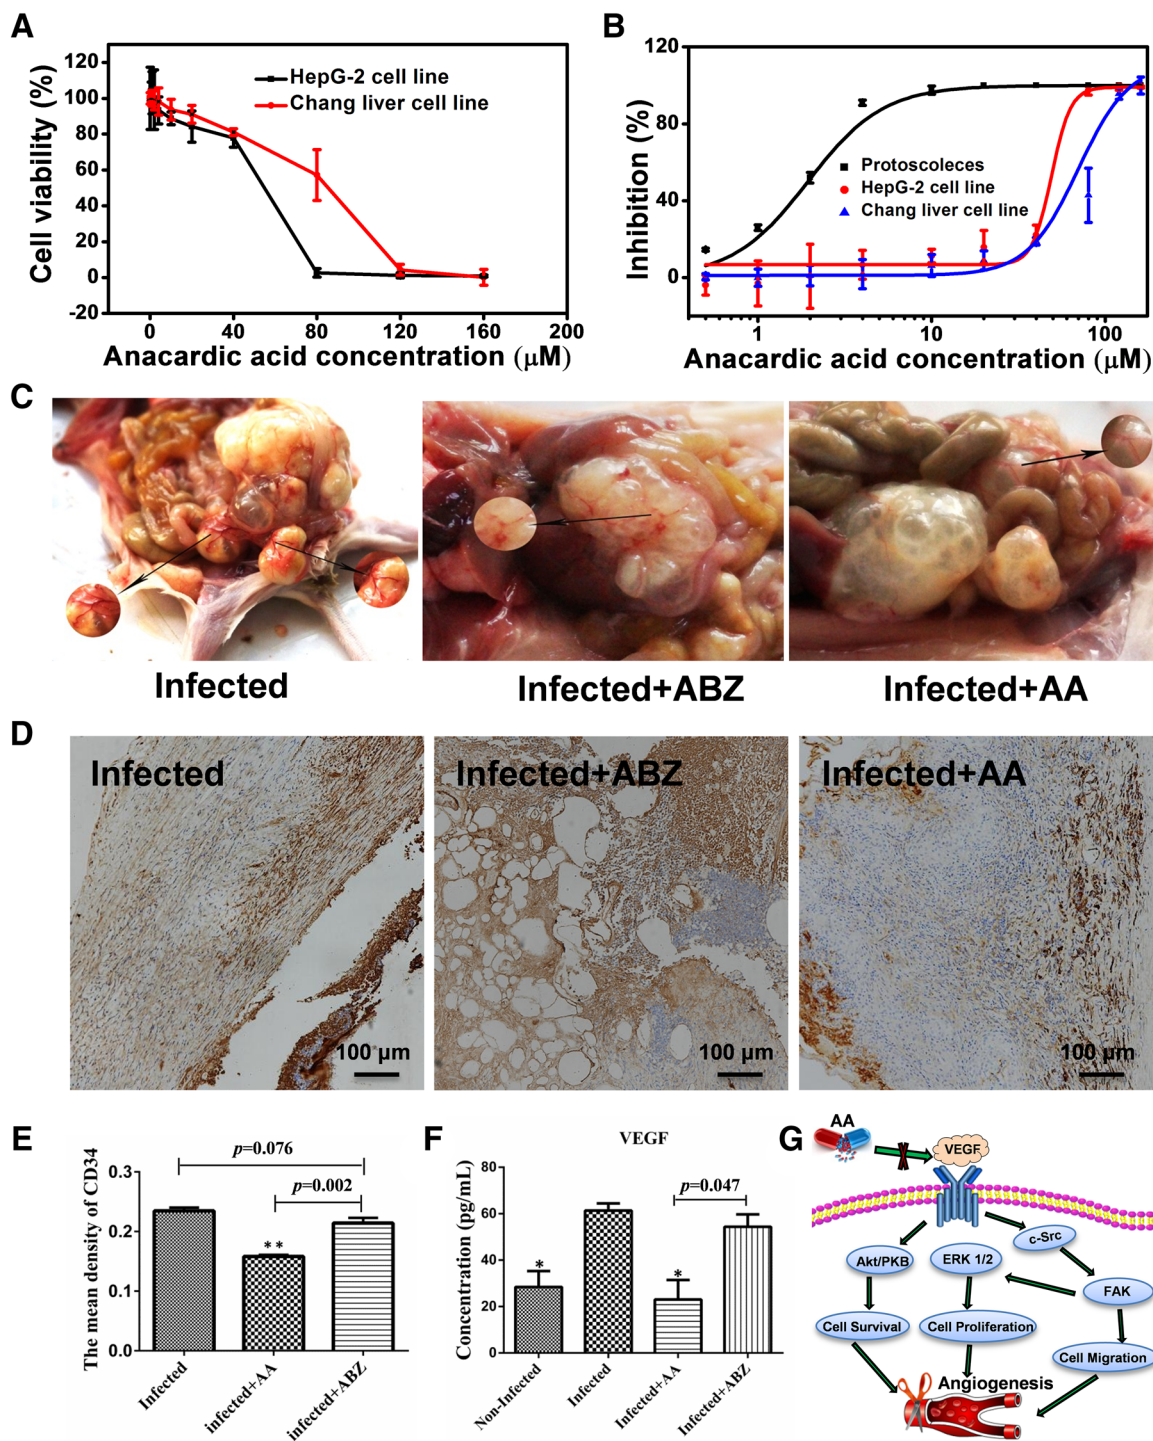 A
B
120
100
80
60
40
20
0
-20
Cell viability (%)
HepG-2 cell line
Chang liver cell line
0
40
80
120
160
200
Anacardic acid concentration (μM)
120
80
40
0
Inhibition (%)
Protoscoleces
HepG-2 cell line
Chang liver cell line
1
10
100
Anacardic acid concentration (μM)
C
Infected
Infected+ABZ
Infected+AA
D
Infected
Infected+ABZ
Infected+AA
100 μm
100 μm
100 μm
E
p=0.076
p=0.002
**
0.3
0.2
0.1
0.0
The mean density of CD34
Infected
infected+AA
infected+ABZ
F
VEGF
p=0.047
*
*
80
60
40
20
0
Concentration (pg/mL)
Non-Infected
Infected
Infected+AA
Infected+ABZ
G
AA
VEGF
c-Src
Akt/PKB
ERK 1/2
FAK
Cell Survival
Cell Proliferation
Cell Migration
Angiogenesis